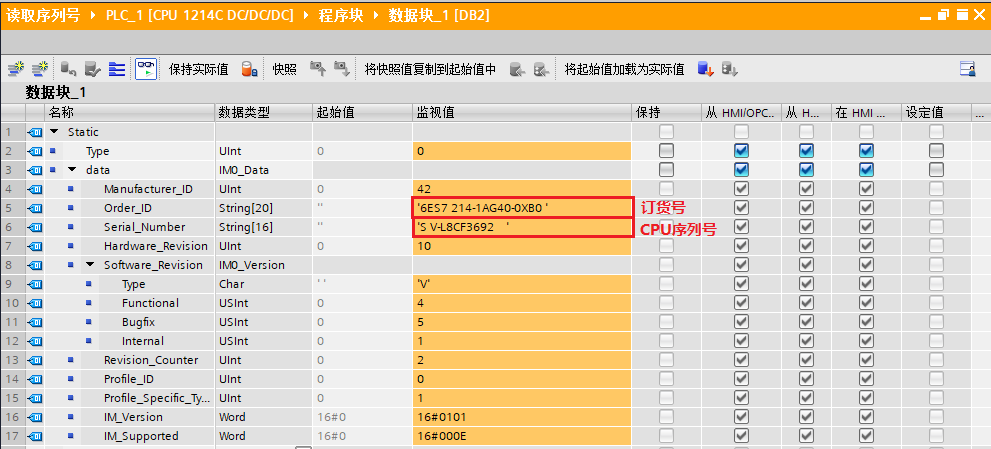 读取序列号 ▸ PLC_1 [CPU 1214C DC/DC/DC] ▸ 程序块 ▸ 数据块_1 [DB2]
保持实际值 快照 将快照值复制到起始值中 将起始值加载为实际值
数据块_1
名称 数据类型 起始值 监视值 保持 从 HMI/OPC.. 从 H... 在 HMI ... 设定值 ...
1 Static
2 Type UInt 0 0
3 data IM0_Data
4 Manufacturer_ID UInt 0 42
5 Order_ID String[20] '' '6ES7 214-1AG40-0XB0 ' 订货号
6 Serial_Number String[16] '' 'S V-L8CF3692    ' CPU序列号
7 Hardware_Revision UInt 0 10
8 Software_Revision IM0_Version
9 Type Char ' ' 'V'
10 Functional USInt 0 4
11 Bugfix USInt 0 5
12 Internal USInt 0 1
13 Revision_Counter UInt 0 2
14 Profile_ID UInt 0 0
15 Profile_Specific_Ty... UInt 0 1
16 IM_Version Word 16#0 16#0101
17 IM_Supported Word 16#0 16#000E